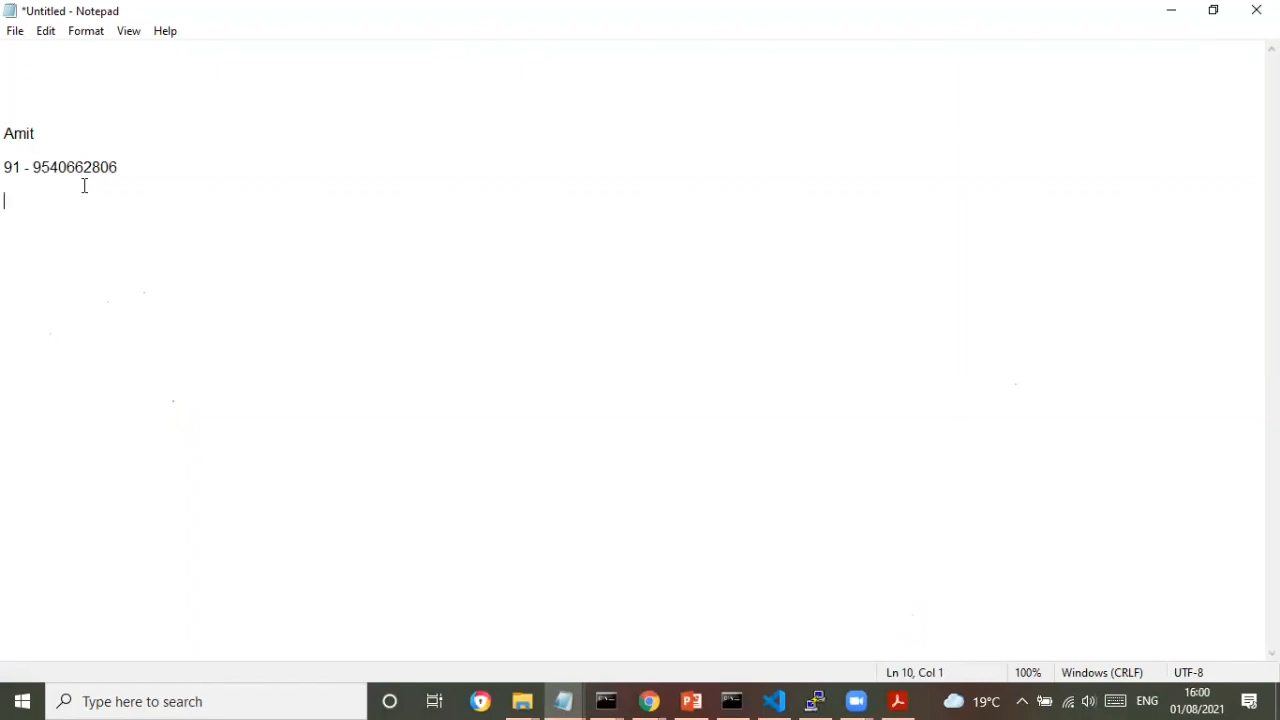 *Untitled - Notepad
File Edit Format View Help
Amit
91 - 9540662806
Ln 10, Col 1 100% Windows (CRLF) UTF-8
Type here to search
19°C
ENG
16:00
01/08/2021